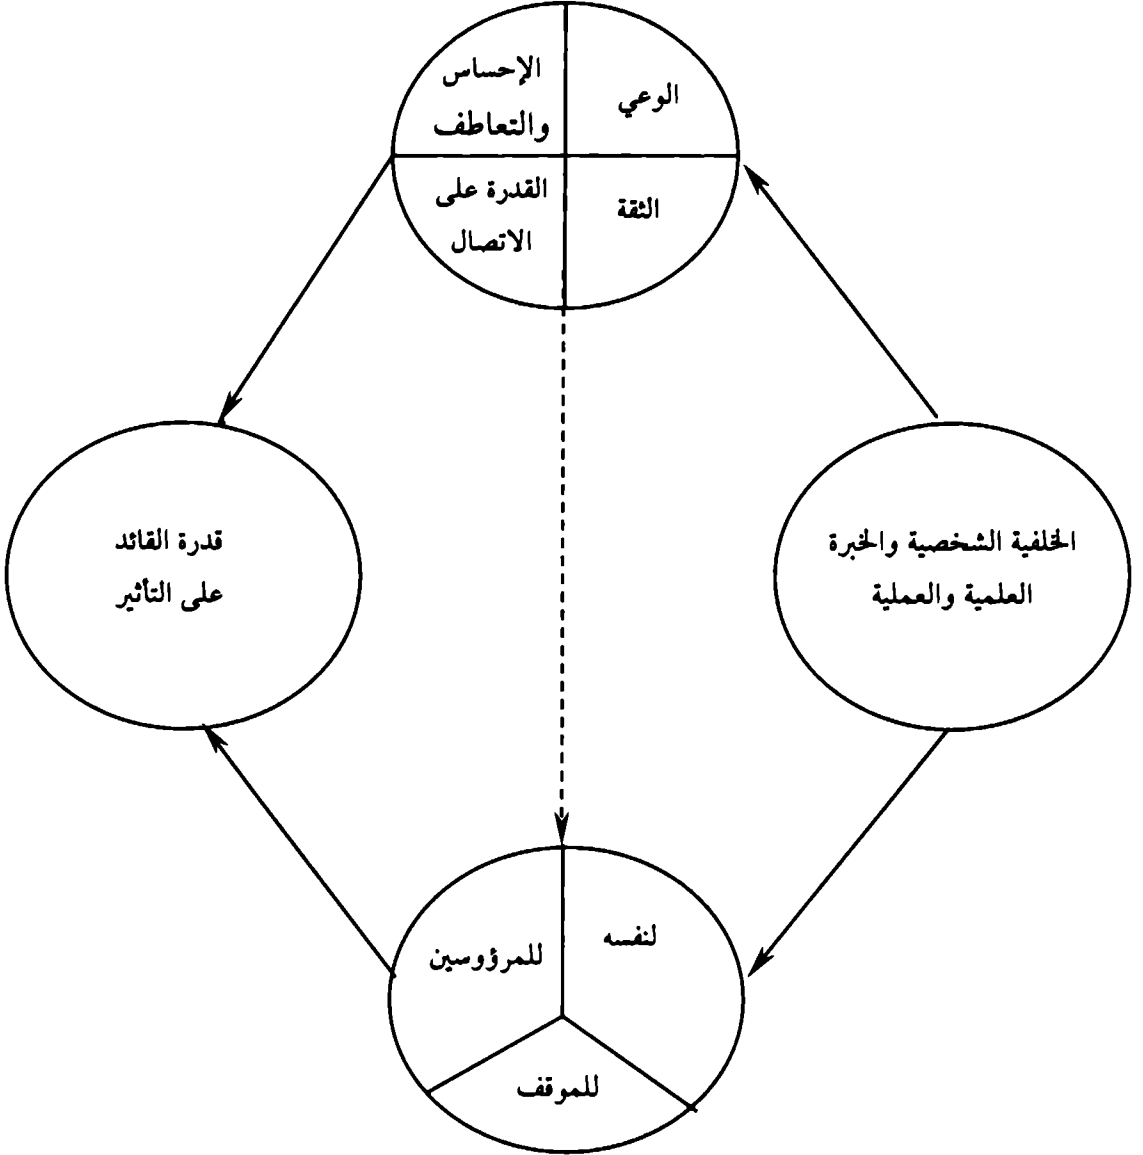 الوعي
الإحساس
والتعاطف
الثقة
القدرة على
الاتصال
الخلفية الشخصية والخبرة
العلمية والعملية
قدرة القائد
على التأثير
لنفسه
للمرؤوسين
للموقف